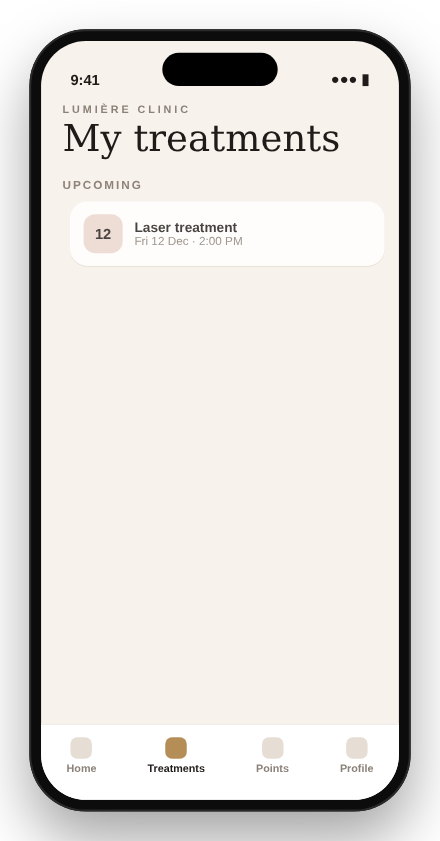 9:41
LUMIÈRE CLINIC
My treatments
UPCOMING
12
Laser treatment
Fri 12 Dec · 2:00 PM
Home
Treatments
Points
Profile